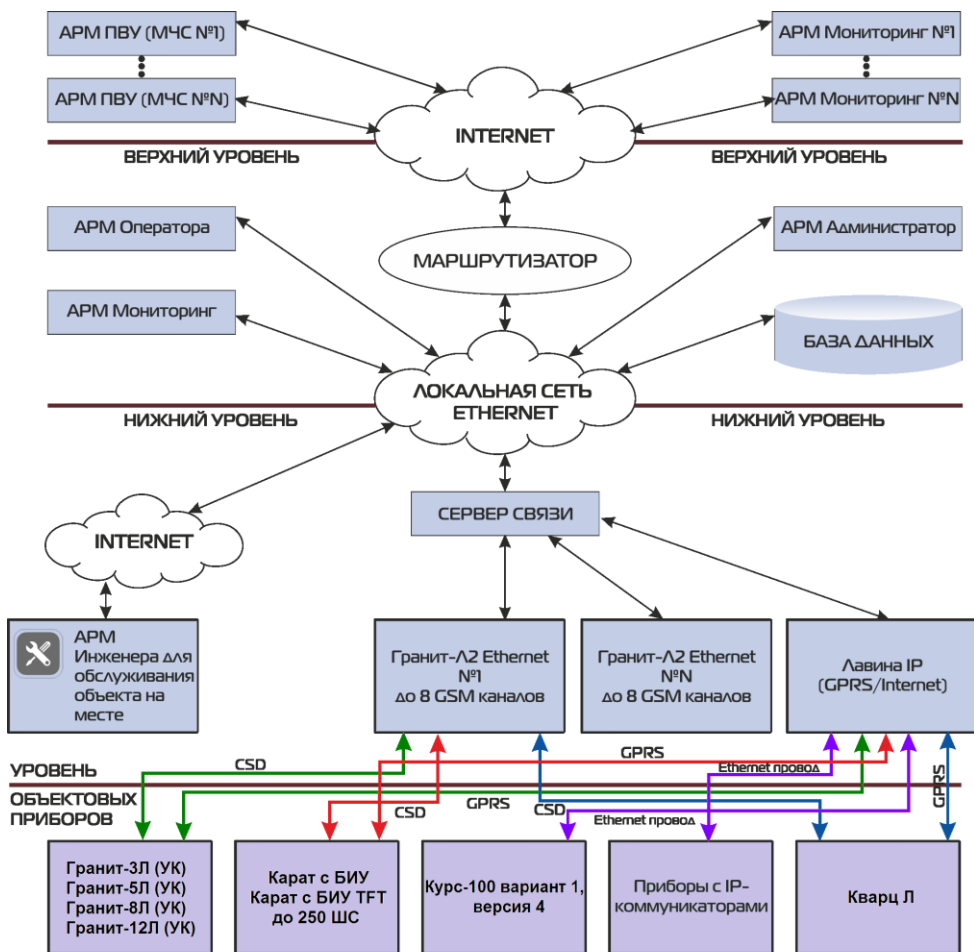 АРМ ПВУ (МЧС №1)
АРМ Мониторинг №1
АРМ ПВУ (МЧС №N)
АРМ Мониторинг №N
INTERNET
ВЕРХНИЙ УРОВЕНЬ
ВЕРХНИЙ УРОВЕНЬ
АРМ Оператора
АРМ Администратор
МАРШРУТИЗАТОР
АРМ Мониторинг
БАЗА ДАННЫХ
ЛОКАЛЬНАЯ СЕТЬ
ETHERNET
НИЖНИЙ УРОВЕНЬ
НИЖНИЙ УРОВЕНЬ
СЕРВЕР СВЯЗИ
INTERNET
АРМ
Инженера для
обслуживания
объекта на
месте
Гранит-Л2 Ethernet
№1
до 8 GSM каналов
Гранит-Л2 Ethernet
№N
до 8 GSM каналов
Лавина IP
(GPRS/Internet)
CSD
GPRS
Ethernet провод
GPRS
УРОВЕНЬ
ОБЪЕКТОВЫХ
ПРИБОРОВ
GPRS
CSD
CSD
Ethernet провод
Гранит-3Л (УК)
Гранит-5Л (УК)
Гранит-8Л (УК)
Гранит-12Л (УК)
Карат с БИУ
Карат с БИУ TFT
до 250 ШС
Курс-100 вариант 1,
версия 4
Приборы с IP-
коммуникаторами
Кварц Л